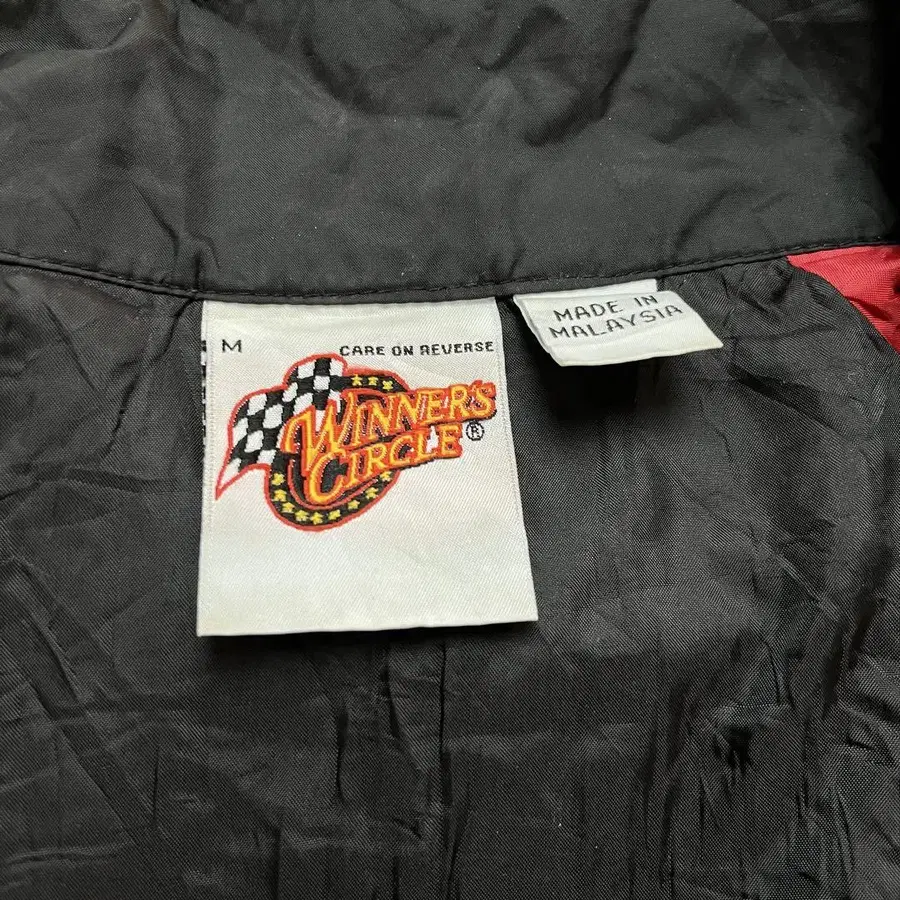 M
CARE ON REVERSE
WINNER'S
CIRCLE®
MADE IN
MALAYSIA